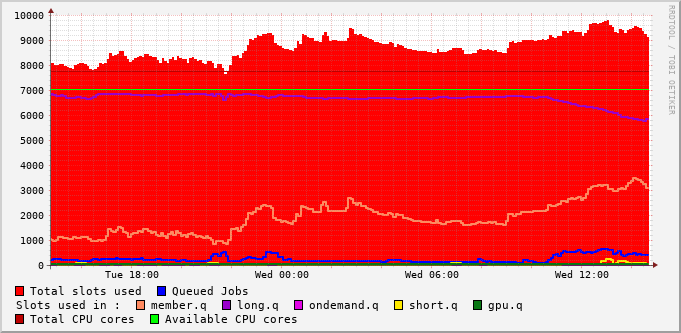 10000
9000
8000
7000
6000
5000
4000
3000
2000
1000
0
Tue 18:00 Wed 00:00 Wed 06:00 Wed 12:00
RRDTOOL / TOBI OETIKER
Total slots used Queued Jobs
Slots used in : member.q long.q ondemand.q short.q gpu.q
Total CPU cores Available CPU cores